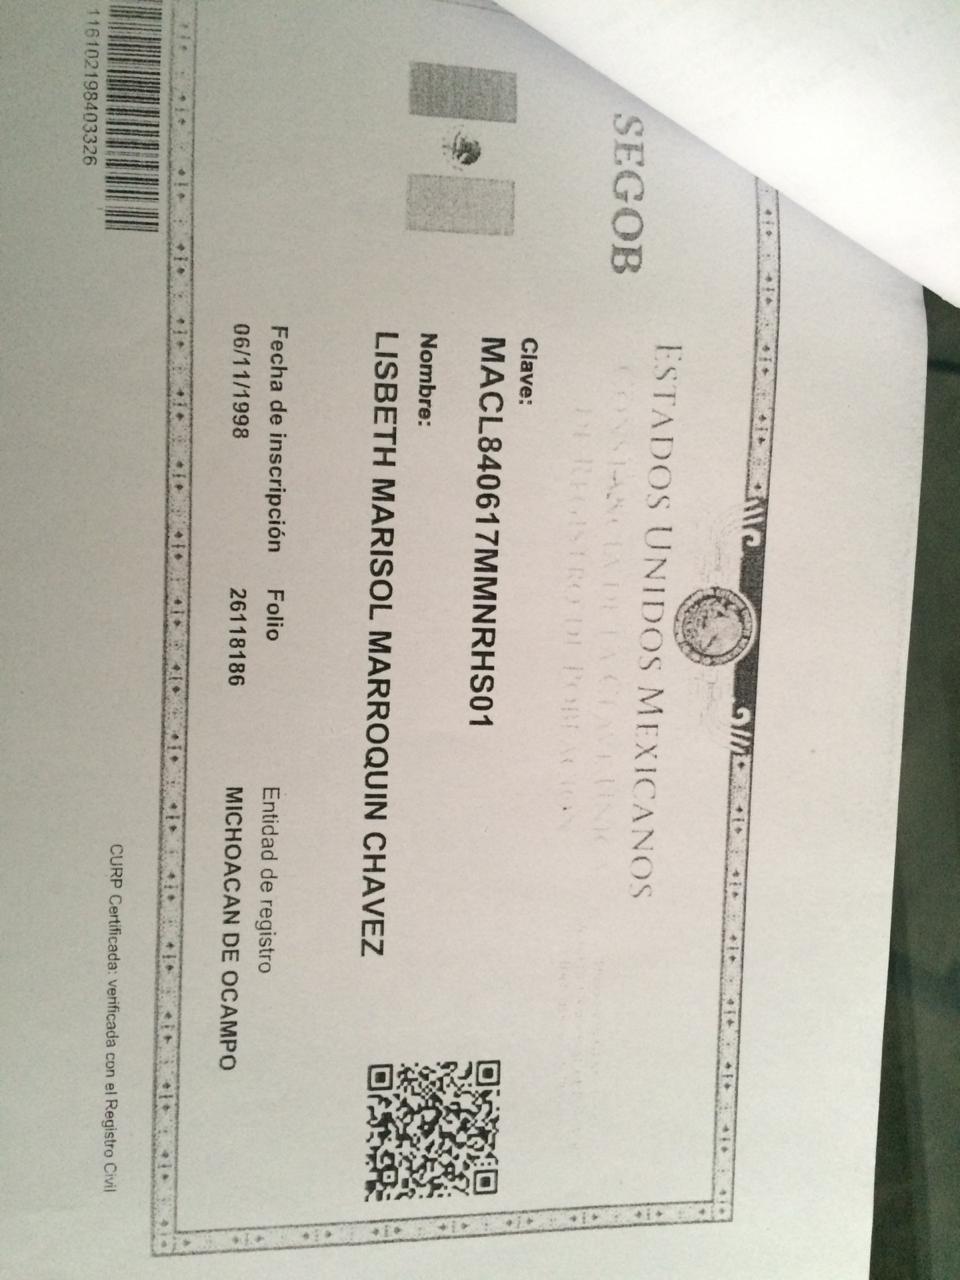 SEGOB
ESTADOS UNIDOS MEXICANOS
CONSTANCIA DE LA CLAVE ÚNICA
DE REGISTRO DE POBLACIÓN
Clave:
MACL840617MMNRHS01
Nombre:
LISBETH MARISOL MARROQUIN CHAVEZ
Fecha de inscripción Folio Entidad de registro
06/11/1998 26118186 MICHOACAN DE OCAMPO
116102198403326
CURP Certificada: verificada con el Registro Civil